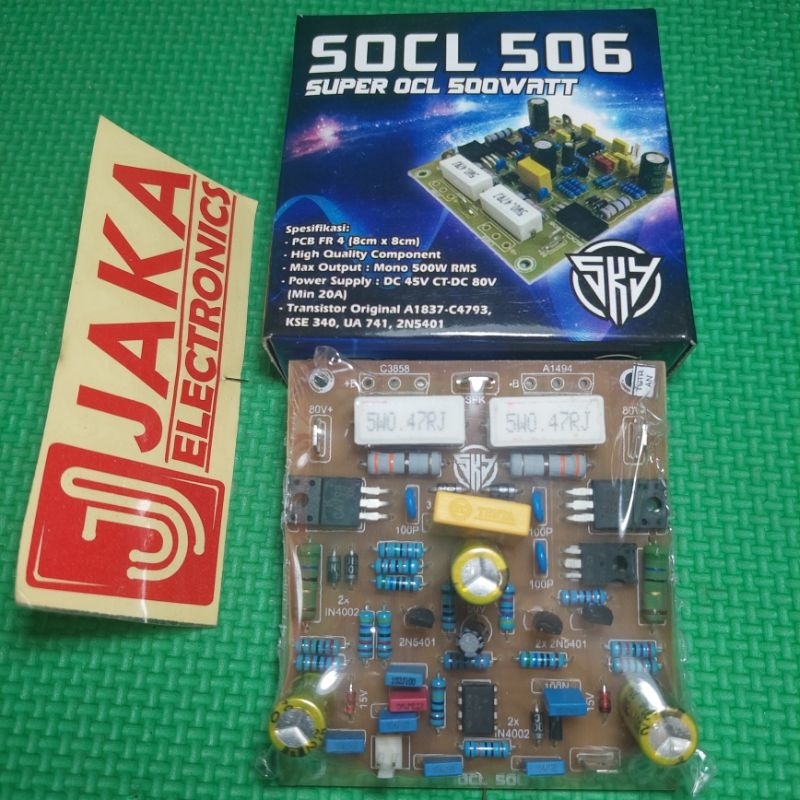 SOCL 506
SUPER OCL 500WATT
Spesifikasi:
- PCB FR 4 (8cm x 8cm)
- High Quality Component
- Max Output : Mono 500W RMS
- Power Supply : DC 45V CT-DC 80V
(Min 20A)
- Transistor Original A1837-C4793,
KSE 340, UA 741, 2N5401
SKY
JAKA
ELECTRONICS
C3858
A1494
+B
-B
SPK
80V+
80V-
5W0.47RJ
5W0.47RJ
SKY
100P
100P
100P
2x
IN4002
2N5401
2x 2N5401
15V
15V
100N
2x
IN4002